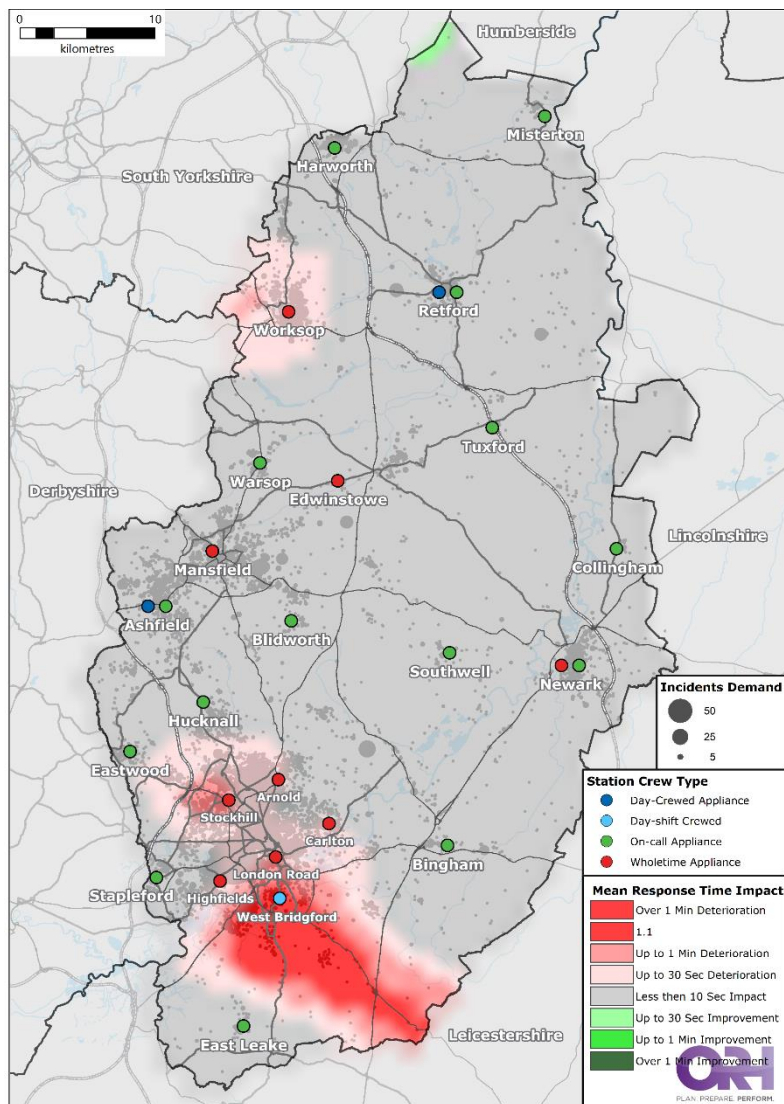 0 10
kilometres
Humberside
Misterton
Harworth
South Yorkshire
Retford
Worksop
Tuxford
Warsop
Edwinstowe
Derbyshire
Lincolnshire
Mansfield
Collingham
Ashfield
Blidworth
Southwell
Newark
Hucknall
Eastwood
Arnold
Stockhill
Carlton
Bingham
London Road
Stapleford
Highfields
West Bridgford
East Leake
Leicestershire
Incidents Demand
50
25
5
Station Crew Type
Day-Crewed Appliance
Day-shift Crewed
On-call Appliance
Wholetime Appliance
Mean Response Time Impact
Over 1 Min Deterioration
1.1
Up to 1 Min Deterioration
Up to 30 Sec Deterioration
Less then 10 Sec Impact
Up to 30 Sec Improvement
Up to 1 Min Improvement
Over 1 Min Improvement
ORH
PLAN. PREPARE. PERFORM.